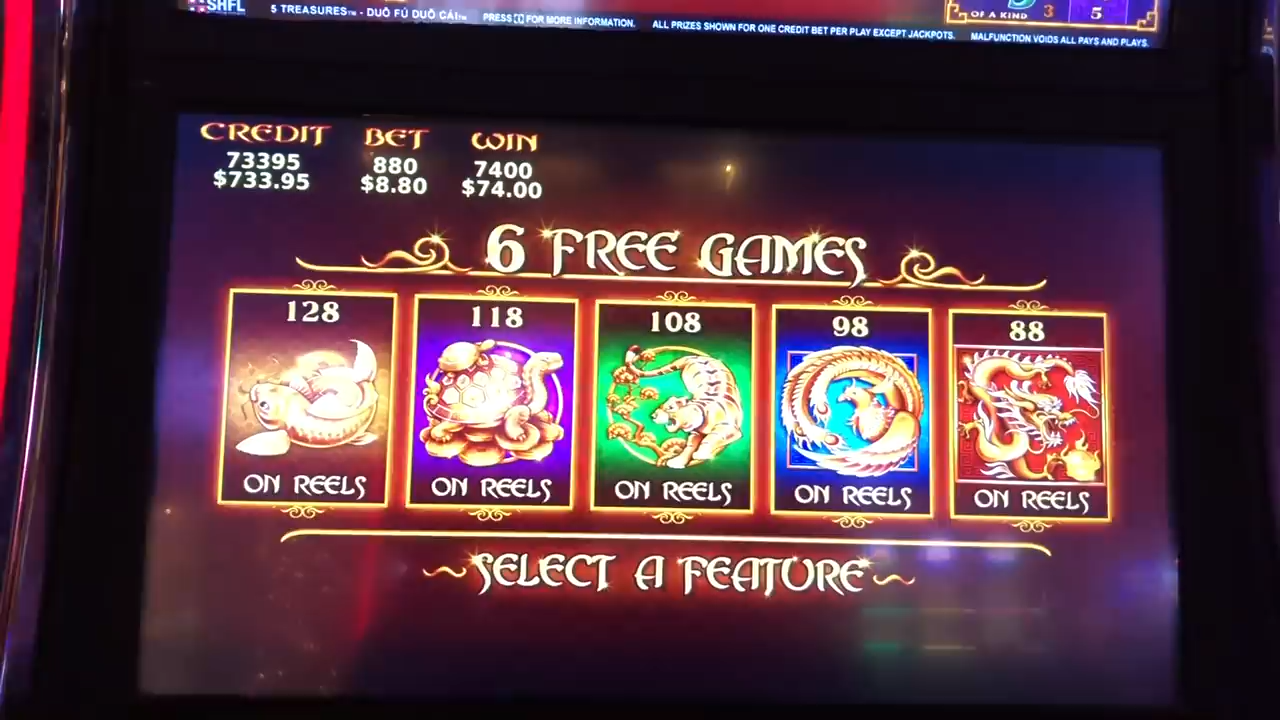 SHFL
5 TREASURES™ - DUŌ FÚ DUŌ CÁI™
PRESS [i] FOR MORE INFORMATION.
ALL PRIZES SHOWN FOR ONE CREDIT BET PER PLAY EXCEPT JACKPOTS.
MALFUNCTION VOIDS ALL PAYS AND PLAYS.
OF A KIND 3 5
CREDIT BET WIN
73395 880 7400
$733.95 $8.80 $74.00
6 FREE GAMES
128 118 108 98 88
ON REELS ON REELS ON REELS ON REELS ON REELS
SELECT A FEATURE